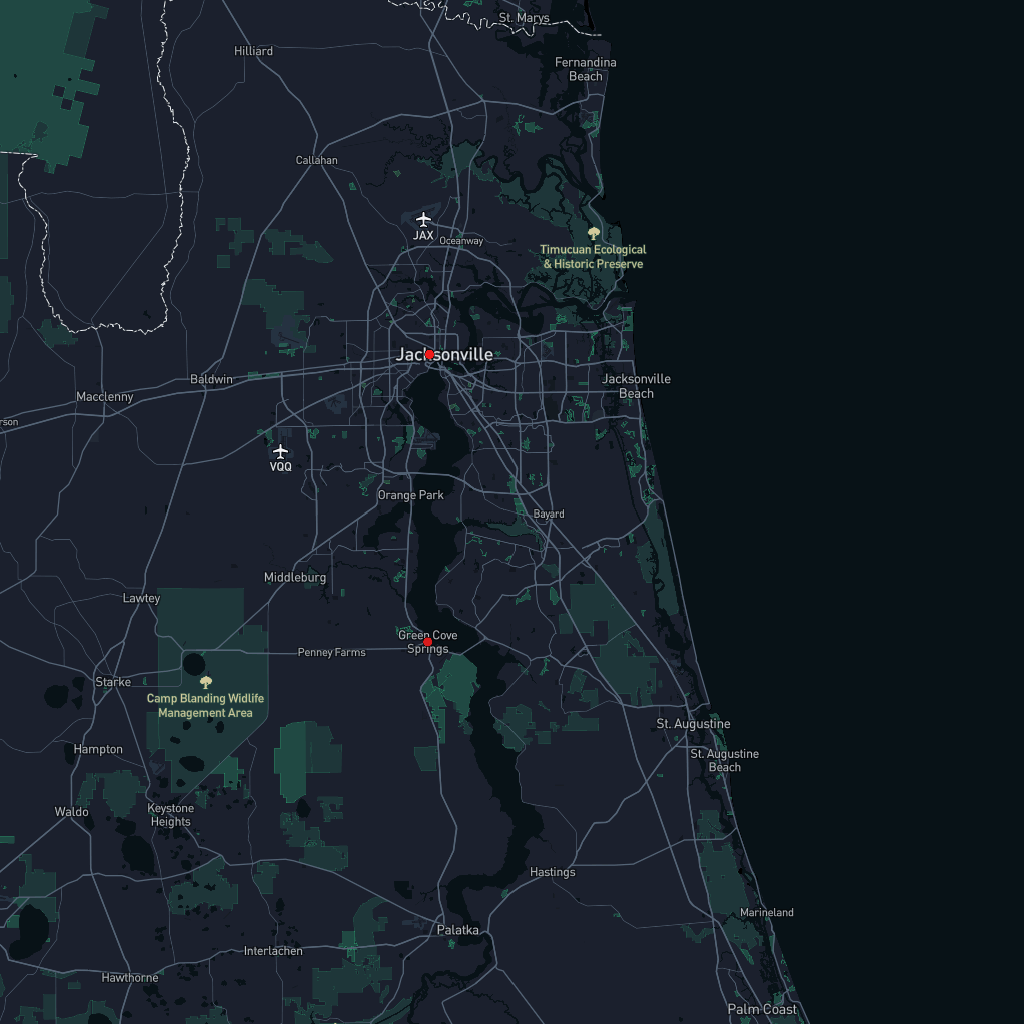 St. Marys
Hilliard
Fernandina
Beach
Callahan
JAX
Oceanway
Timucuan Ecological
& Historic Preserve
Jacksonville
Baldwin
Jacksonville
Beach
Macclenny
rson
VQQ
Orange Park
Bayard
Middleburg
Lawtey
Green Cove
Springs
Penney Farms
Starke
Camp Blanding Widlife
Management Area
St. Augustine
Hampton
St. Augustine
Beach
Waldo
Keystone
Heights
Hastings
Marineland
Palatka
Interlachen
Hawthorne
Palm Coast